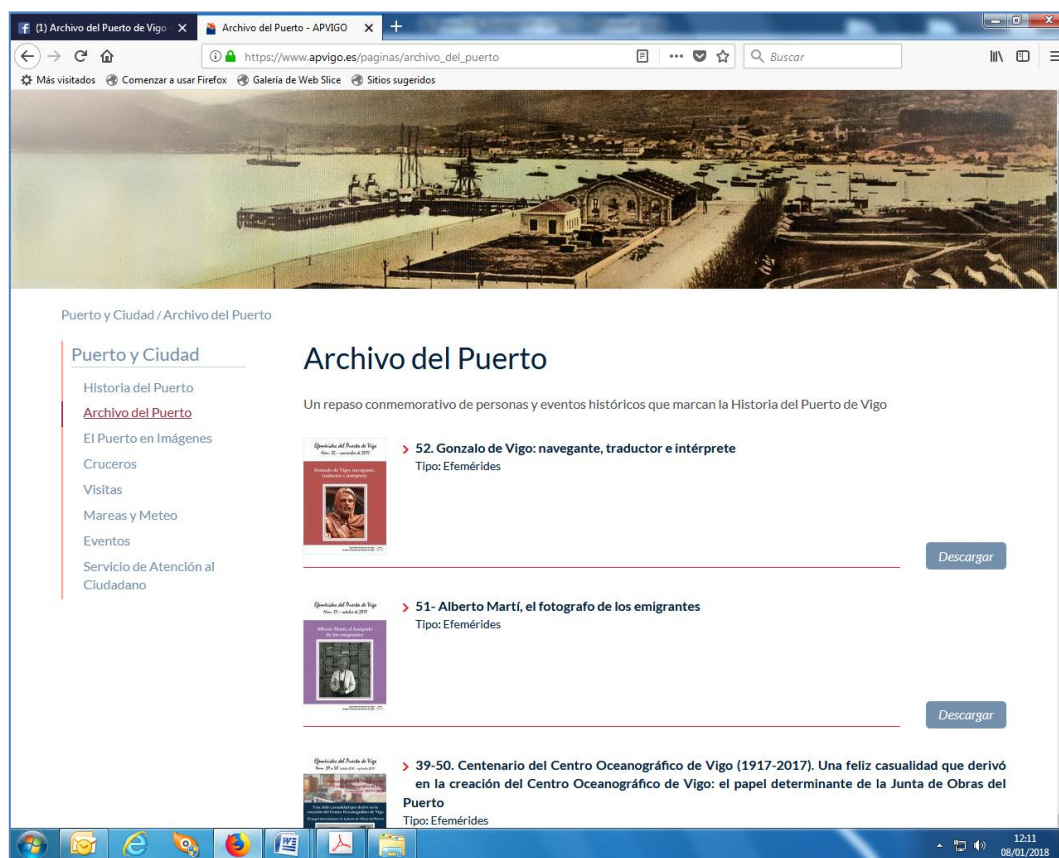 (1) Archivo del Puerto de Vigo
Archivo del Puerto - APVIGO
https://www.apvigo.es/paginas/archivo_del_puerto
Buscar
Más visitados
Comenzar a usar Firefox
Galería de Web Slice
Sitios sugeridos
Puerto y Ciudad / Archivo del Puerto
Puerto y Ciudad
Historia del Puerto
Archivo del Puerto
El Puerto en Imágenes
Cruceros
Visitas
Mareas y Meteo
Eventos
Servicio de Atención al
Ciudadano
Archivo del Puerto
Un repaso conmemorativo de personas y eventos históricos que marcan la Historia del Puerto de Vigo
Efemérides del Puerto de Vigo
Gonzalo de Vigo: navegante,
traductor e intérprete
52. Gonzalo de Vigo: navegante, traductor e intérprete
Tipo: Efemérides
Descargar
Efemérides del Puerto de Vigo
Alberto Martí, el fotógrafo
de los emigrantes
51- Alberto Martí, el fotografo de los emigrantes
Tipo: Efemérides
Descargar
Efemérides del Puerto de Vigo
39-50. Centenario del Centro Oceanográfico de Vigo (1917-2017). Una feliz casualidad que derivó
en la creación del Centro Oceanográfico de Vigo: el papel determinante de la Junta de Obras del
Puerto
Tipo: Efemérides
12:11
08/01/2018